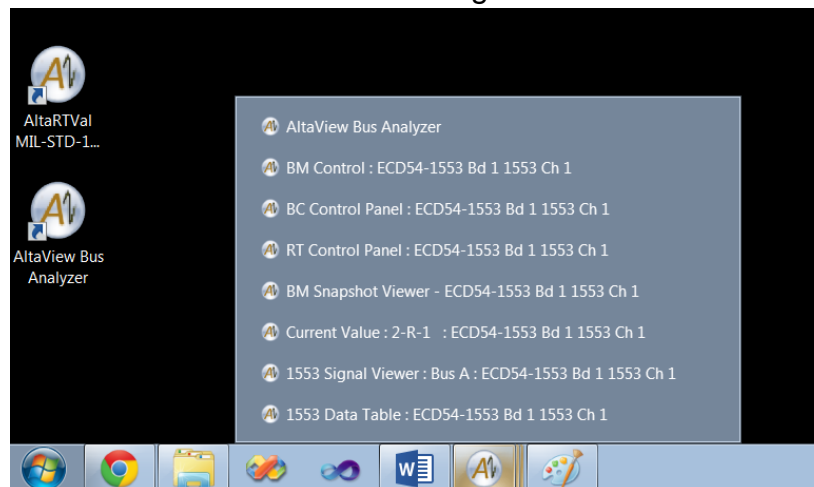 AltaRTVal
MIL-STD-1...
AltaView Bus
Analyzer
AltaView Bus Analyzer
BM Control : ECD54-1553 Bd 1 1553 Ch 1
BC Control Panel : ECD54-1553 Bd 1 1553 Ch 1
RT Control Panel : ECD54-1553 Bd 1 1553 Ch 1
BM Snapshot Viewer - ECD54-1553 Bd 1 1553 Ch 1
Current Value : 2-R-1 : ECD54-1553 Bd 1 1553 Ch 1
1553 Signal Viewer : Bus A : ECD54-1553 Bd 1 1553 Ch 1
1553 Data Table : ECD54-1553 Bd 1 1553 Ch 1